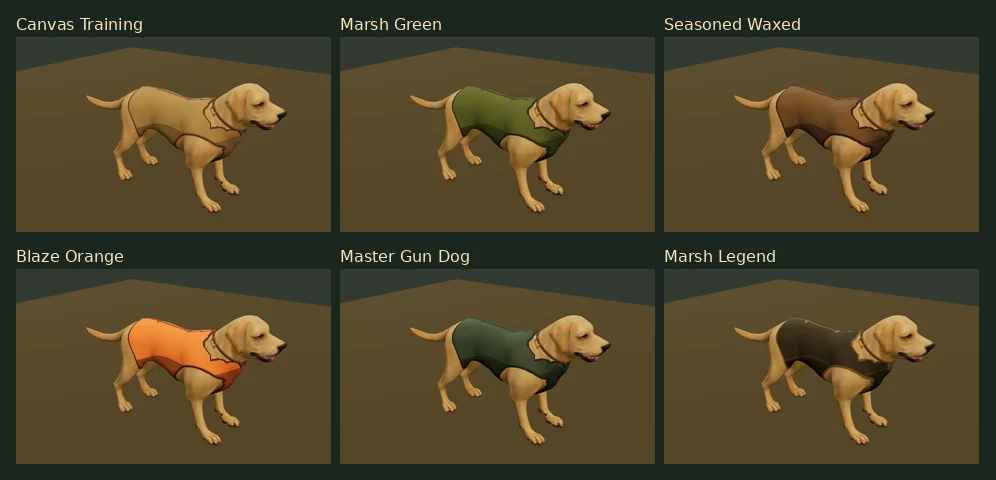 Canvas Training
Marsh Green
Seasoned Waxed
Blaze Orange
Master Gun Dog
Marsh Legend